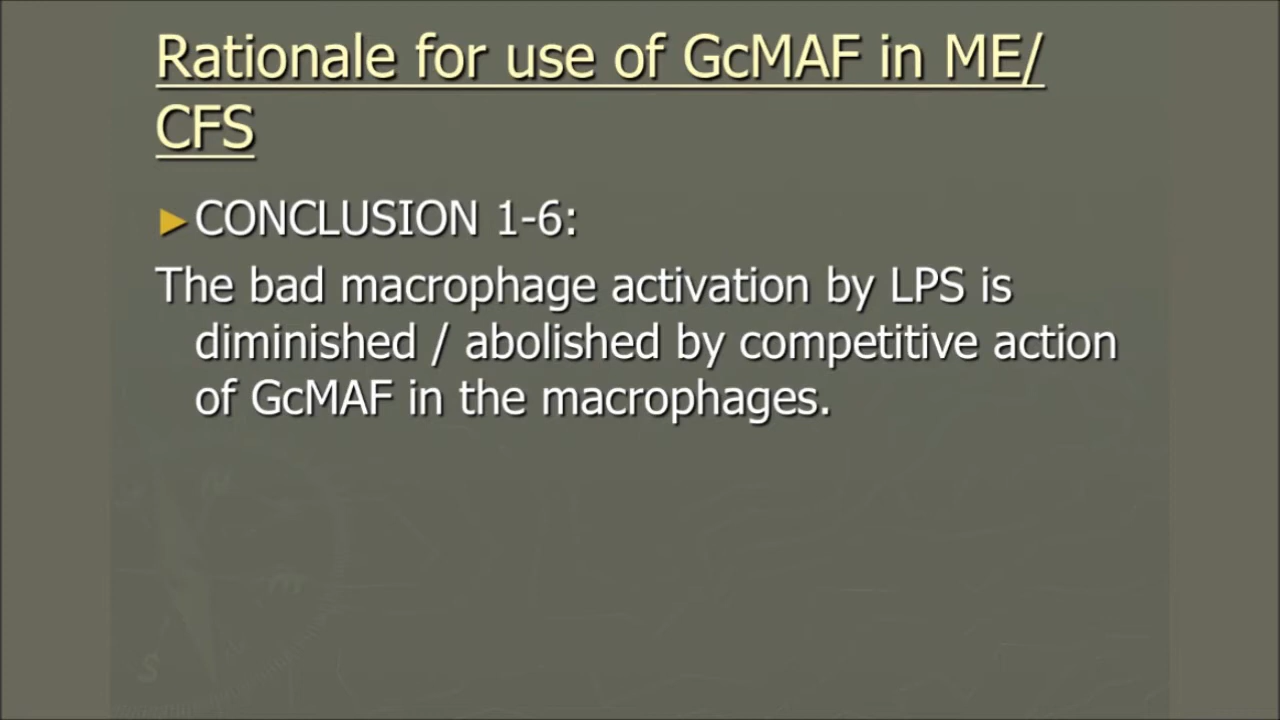 Rationale for use of GcMAF in ME/
CFS
►CONCLUSION 1-6:
The bad macrophage activation by LPS is
diminished / abolished by competitive action
of GcMAF in the macrophages.
N
S